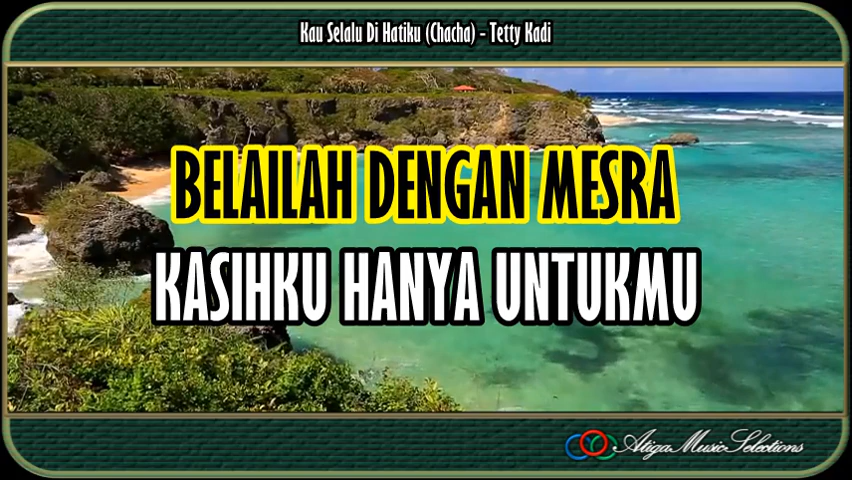 Kau Selalu Di Hatiku (Chacha) - Tetty Kadi
BELAILAH DENGAN MESRA
KASIHKU HANYA UNTUKMU
Atiga Music Selections